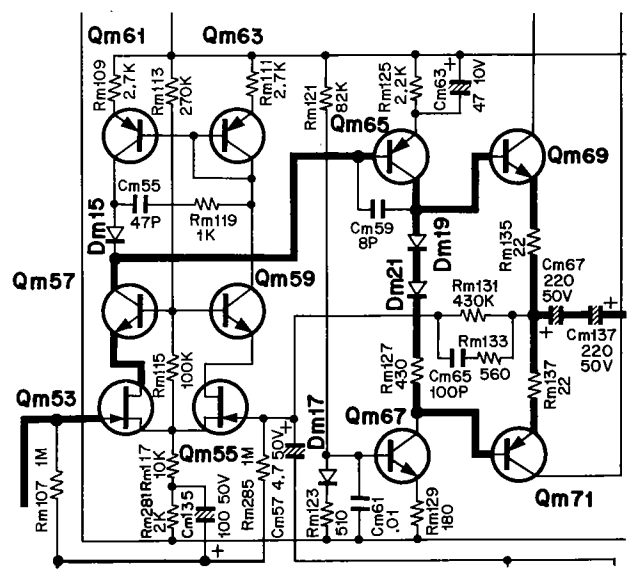 Qm61
Qm63
Rm109
2.7K
Rm113
270K
Rm111
2.7K
Rm121
82K
Rm125
2.2K
Cm63
47 10V
+
Qm65
Qm69
Cm55
47P
Rm119
1K
Dm15
Cm59
8P
Dm19
Rm135
22
Qm57
Qm59
Dm21
Rm131
430K
Cm67
220
50V
+
+
Cm137
220
50V
Rm115
100K
Rm127
430
Cm65
100P
Rm133
560
Rm137
22
Qm53
Qm55
Dm17
Qm67
Qm71
Rm107 1M
Rm117
10K
Rm281
2K
Cm135
100 50V
+
Rm285 1M
Cm57 4.7 50V
+
Rm123
510
Cm61
.01
Rm129
180